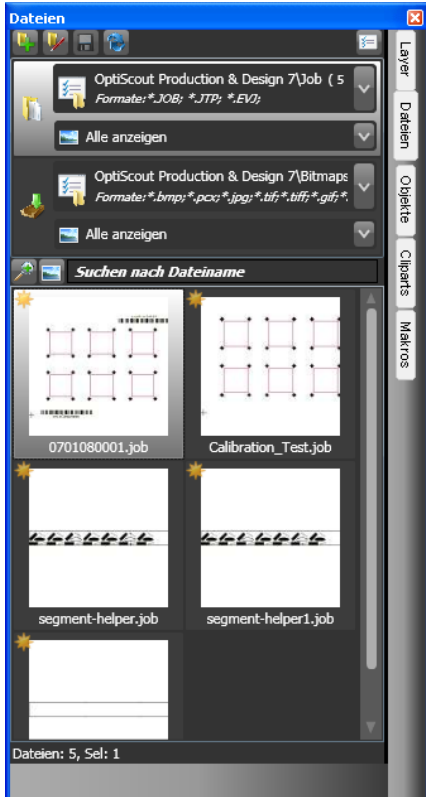 Dateien
OptiScout Production & Design 7\Job ( 5
Formate:*.JOB; *.JTP; *.EVJ;
Alle anzeigen
OptiScout Production & Design 7\Bitmaps
Formate:*.bmp;*.pcx;*.jpg;*.tif;*.tiff;*.gif;*.
Alle anzeigen
Suchen nach Dateiname
0701080001.job
Calibration_Test.job
segment-helper.job
segment-helper1.job
Dateien: 5, Sel: 1
Layer
Dateien
Objekte
Cliparts
Makros